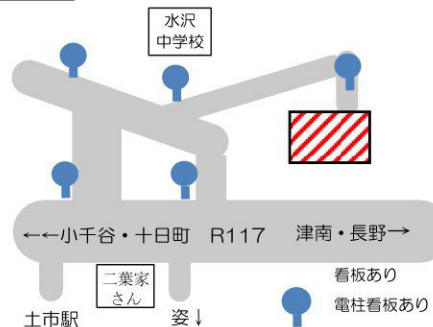 水沢
中学校
←←小千谷・十日町　R117　津南・長野→
二葉家
さん
看板あり
電柱看板あり
土市駅
姿↓